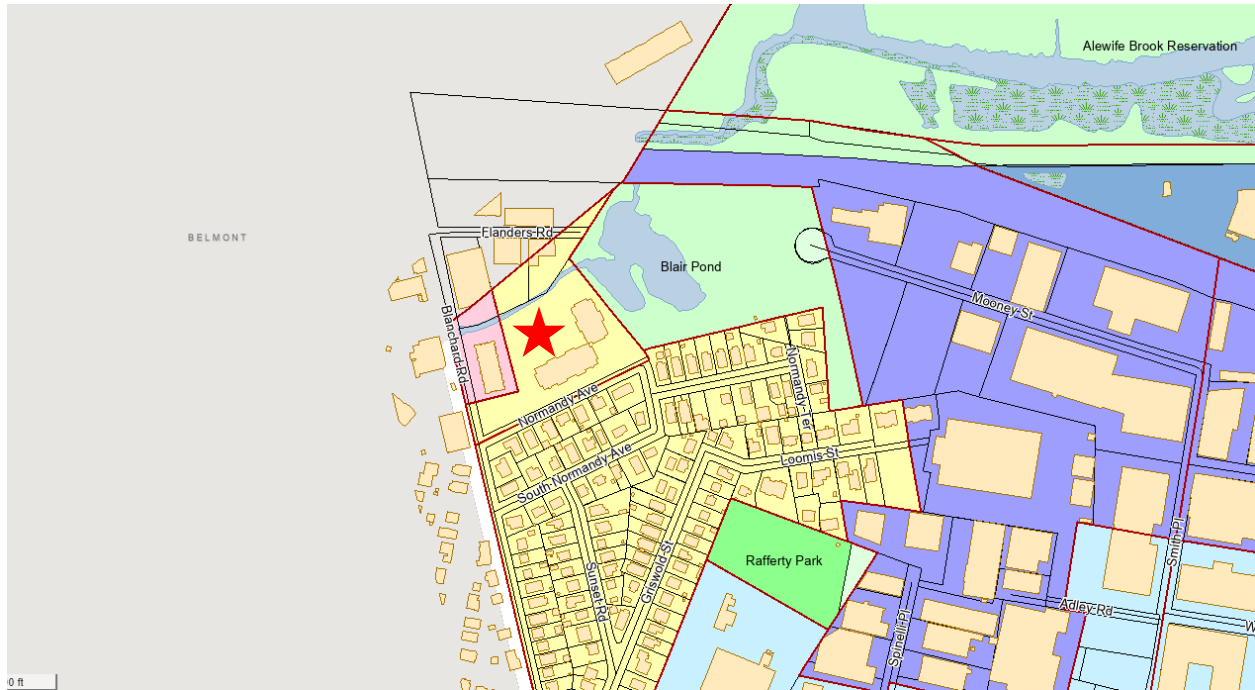 Alewife Brook Reservation
BELMONT
Flanders Rd
Blair Pond
Blanchard Rd
Mooney St
Normandy Ave
Normandy Ter
South Normandy Ave
Loomis St
Smith Pl
Sunset Rd
Griswold St
Rafferty Park
Adley Rd
Spinell Pl
W
0 ft